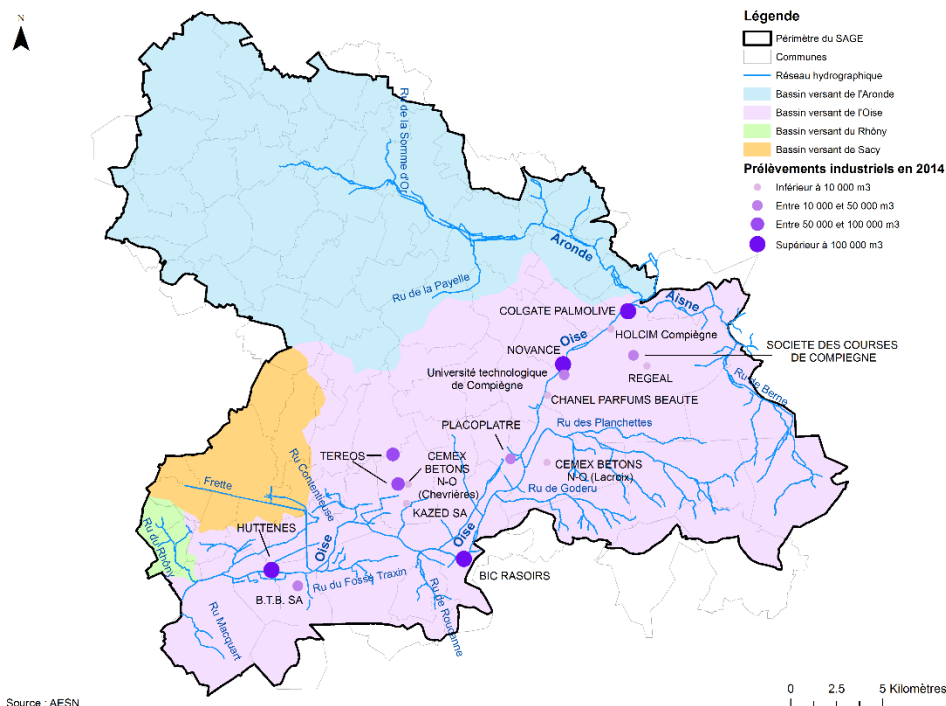 N
Légende
Périmètre du SAGE
Communes
Réseau hydrographique
Bassin versant de l'Aronde
Bassin versant de l'Oise
Bassin versant du Rhôny
Bassin versant de Sacy
Prélèvements industriels en 2014
Inférieur à 10 000 m3
Entre 10 000 et 50 000 m3
Entre 50 000 et 100 000 m3
Supérieur à 100 000 m3
Ru de la Somme d'Or
Aronde
Ru de la Payelle
Aisne
COLGATE PALMOLIVE
Oise
HOLCIM Compiègne
SOCIETE DES COURSES
DE COMPIEGNE
NOVANCE
Université technologique
de Compiègne
REGEAL
Ru de Berne
CHANEL PARFUMS BEAUTE
PLACOPLATRE
Ru des Planchettes
TEREOS
CEMEX
BETONS
N-O
(Chevrières)
CEMEX BETONS
N-O (Lacroix)
Ru Contentieuse
Frette
Ru de Goderu
KAZED SA
HUTTENES
Oise
Oise
Ru du Rhôny
BIC RASOIRS
Ru du Fossé Traxin
B.T.B. SA
Ru de Roucanne
Ru Macquart
Source : AESN
0 2.5 5 Kilomètres